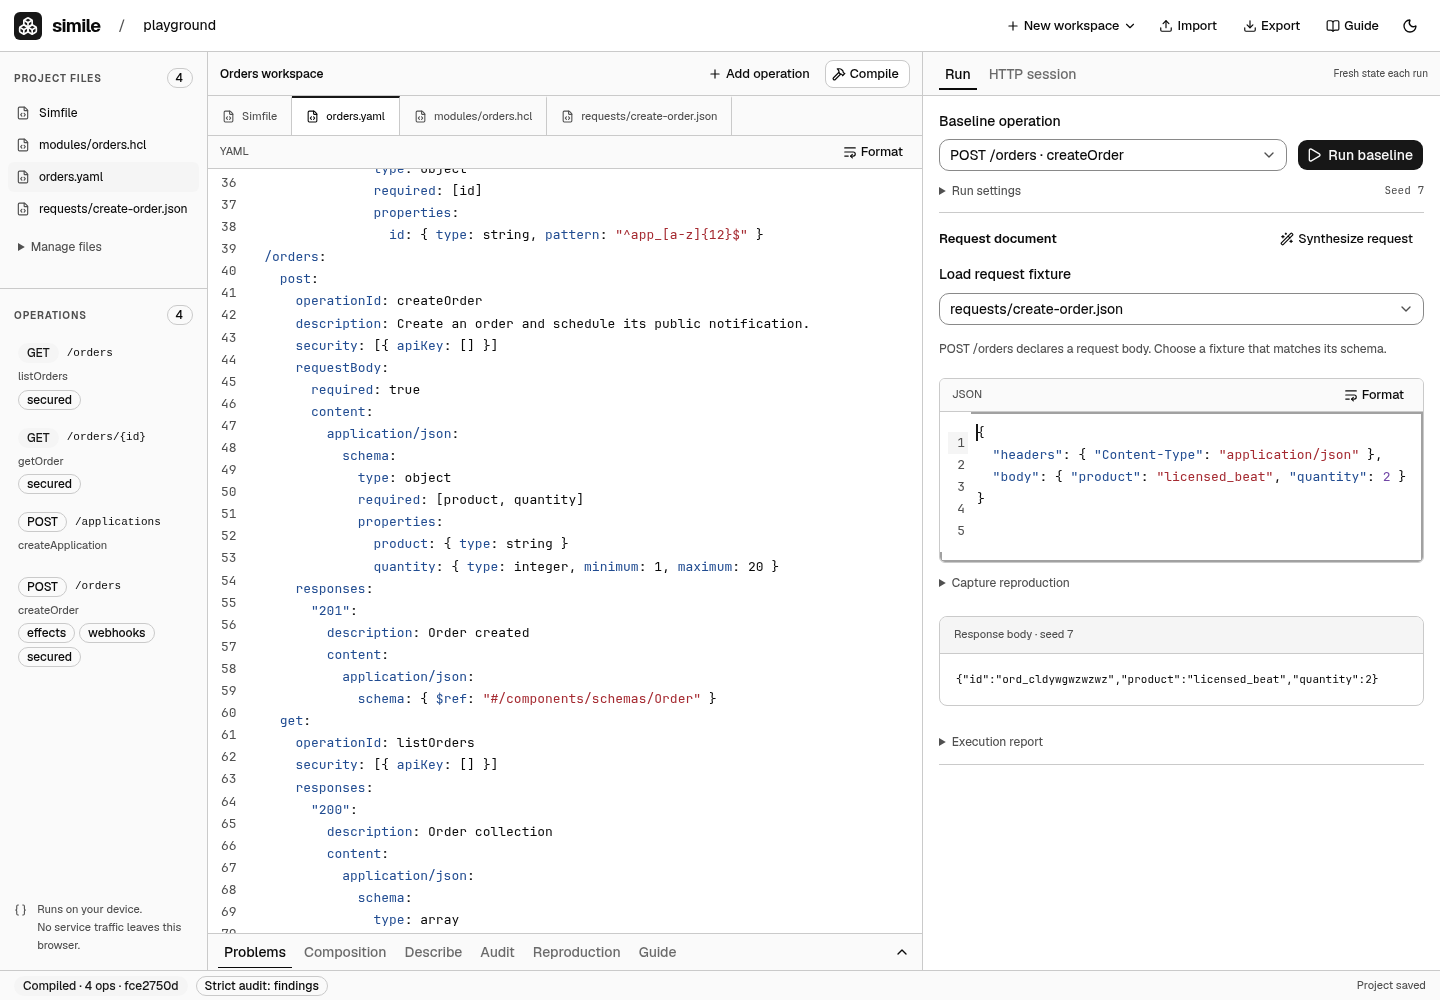 simile / playground
New workspace
Import
Export
Guide
PROJECT FILES 4
Simfile
modules/orders.hcl
orders.yaml
requests/create-order.json
Manage files
OPERATIONS 4
GET /orders
listOrders
secured
GET /orders/{id}
getOrder
secured
POST /applications
createApplication
POST /orders
createOrder
effects webhooks
secured
{} Runs on your device.
No service traffic leaves this
browser.
Orders workspace
Add operation
Compile
Simfile
orders.yaml
modules/orders.hcl
requests/create-order.json
YAML
Format
36 type: object
37 required: [id]
38 properties:
39 id: { type: string, pattern: "^app_[a-z]{12}$" }
40 /orders:
41 post:
42 operationId: createOrder
43 description: Create an order and schedule its public notification.
44 security: [{ apiKey: [] }]
45 requestBody:
46 required: true
47 content:
48 application/json:
49 schema:
50 type: object
51 required: [product, quantity]
52 properties:
53 product: { type: string }
54 quantity: { type: integer, minimum: 1, maximum: 20 }
55 responses:
56 "201":
57 description: Order created
58 content:
59 application/json:
60 schema: { $ref: "#/components/schemas/Order" }
61 get:
62 operationId: listOrders
63 security: [{ apiKey: [] }]
64 responses:
65 "200":
66 description: Order collection
67 content:
68 application/json:
69 schema:
70 type: array
Problems Composition Describe Audit Reproduction Guide
Run HTTP session Fresh state each run
Baseline operation
POST /orders · createOrder
Run baseline
Run settings Seed 7
Request document
Synthesize request
Load request fixture
requests/create-order.json
POST /orders declares a request body. Choose a fixture that matches its schema.
JSON
Format
1 {
2 "headers": { "Content-Type": "application/json" },
3 "body": { "product": "licensed_beat", "quantity": 2 }
4 }
5
Capture reproduction
Response body · seed 7
{"id":"ord_cldywgwzwzwz","product":"licensed_beat","quantity":2}
Execution report
Compiled · 4 ops · fce2750d
Strict audit: findings
Project saved